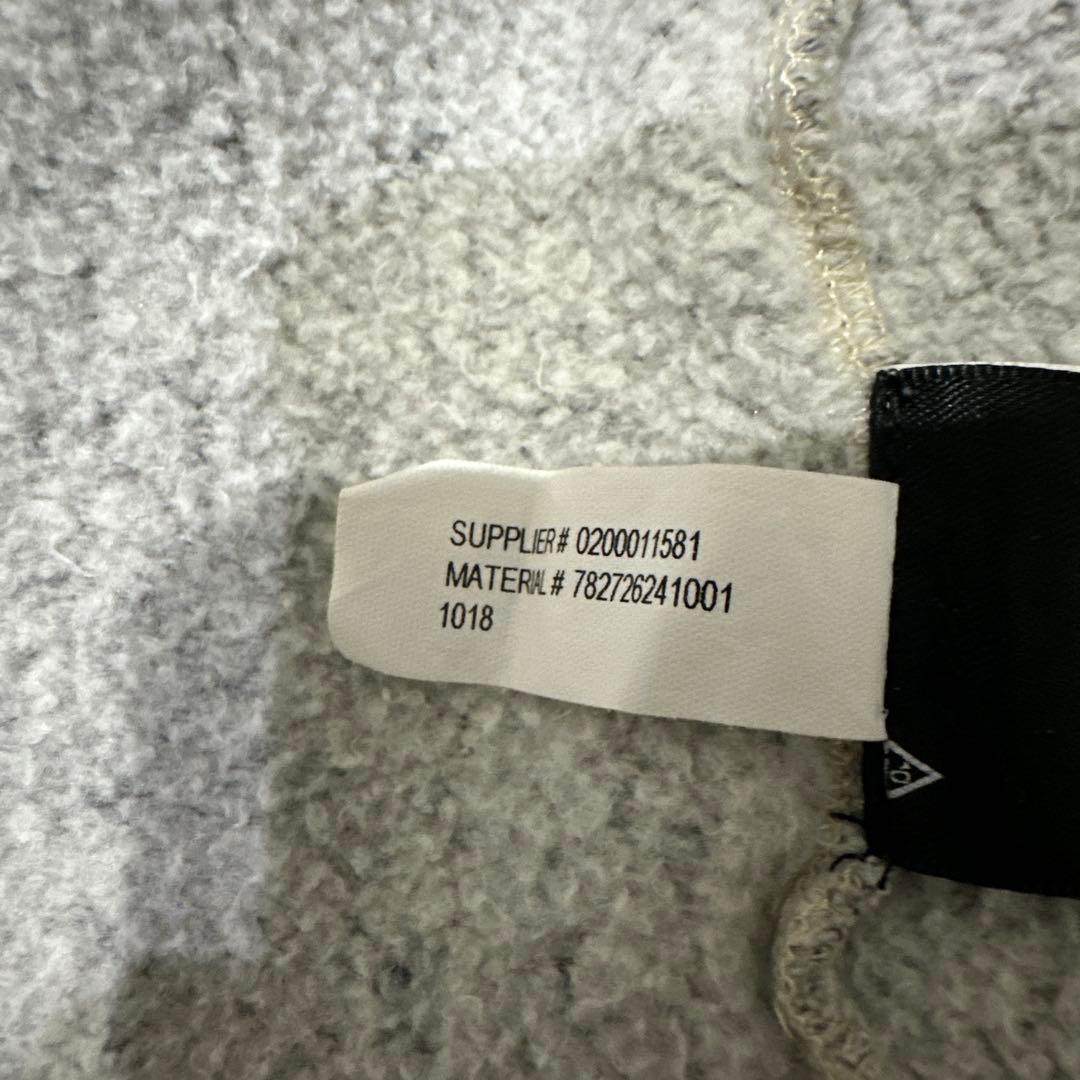 SUPPLIER# 0200011581
MATERIAL# 782726241001
1018